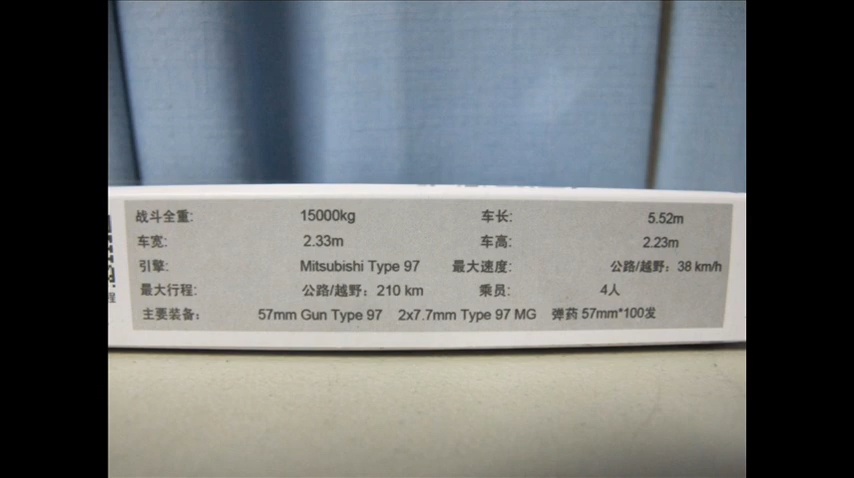 战斗全重: 15000kg 车长: 5.52m
车宽: 2.33m 车高: 2.23m
引擎: Mitsubishi Type 97 最大速度: 公路/越野：38 km/h
最大行程: 公路/越野：210 km 乘员: 4人
主要装备： 57mm Gun Type 97 2x7.7mm Type 97 MG 弹药 57mm*100发
程